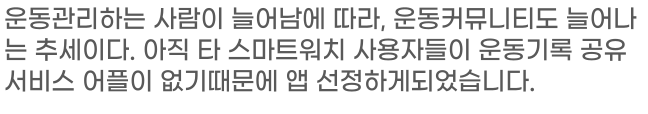 운동관리하는 사람이 늘어남에 따라, 운동커뮤니티도 늘어나
는 추세이다. 아직 타 스마트워치 사용자들이 운동기록 공유
서비스 어플이 없기때문에 앱 선정하게되었습니다.